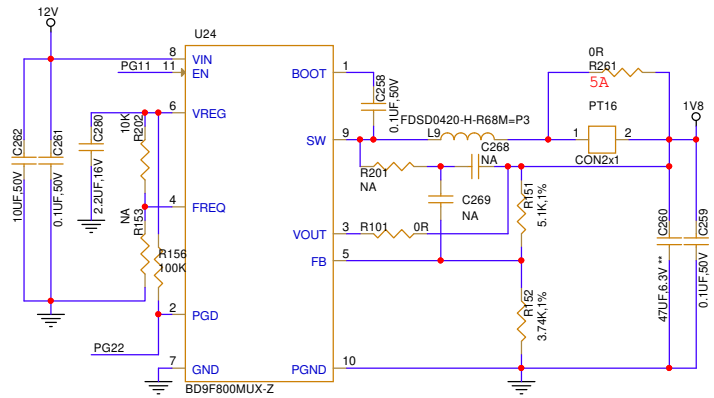 12V
U24
8
VIN
PG11
11
EN
BOOT
1
C258
0.1UF,50V
0R
R261
5A
FDSD0420-H-R68M=P3
PT16
1V8
C262
10UF,50V
C261
0.1UF,50V
C280
2.2UF,16V
10K
R202
6
VREG
SW
9
L9
1
2
CON2x1
C268
NA
R201
NA
C269
NA
R151
5.1K,1%
NA
R153
4
FREQ
R156
100K
VOUT
3
R101
0R
FB
5
C260
47UF,6.3V **
C259
0.1UF,50V
R152
3.74K,1%
2
PGD
PG22
7
GND
PGND
10
BD9F800MUX-Z